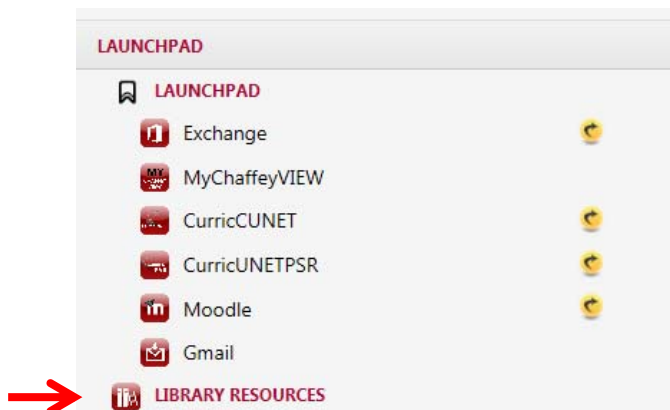 LAUNCHPAD
LAUNCHPAD
Exchange
MyChaffeyVIEW
CurricCUNET
CurricUNETPSR
Moodle
Gmail
LIBRARY RESOURCES